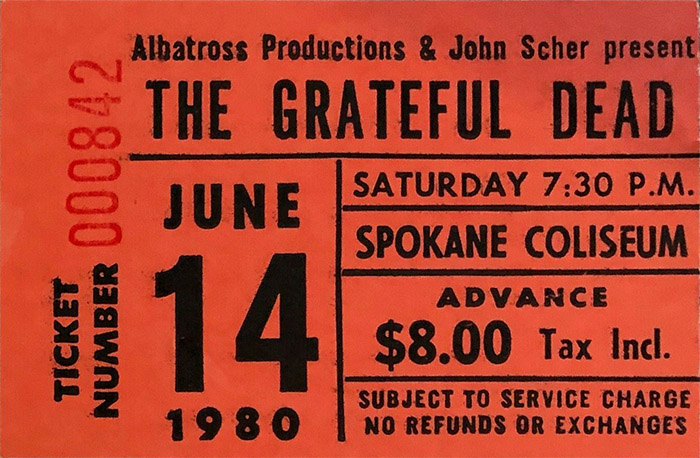 Albatross Productions & John Scher present
THE GRATEFUL DEAD
TICKET
NUMBER
000842
JUNE
14
1980
SATURDAY 7:30 P.M.
SPOKANE COLISEUM
ADVANCE
$8.00 Tax Incl.
SUBJECT TO SERVICE CHARGE
NO REFUNDS OR EXCHANGES